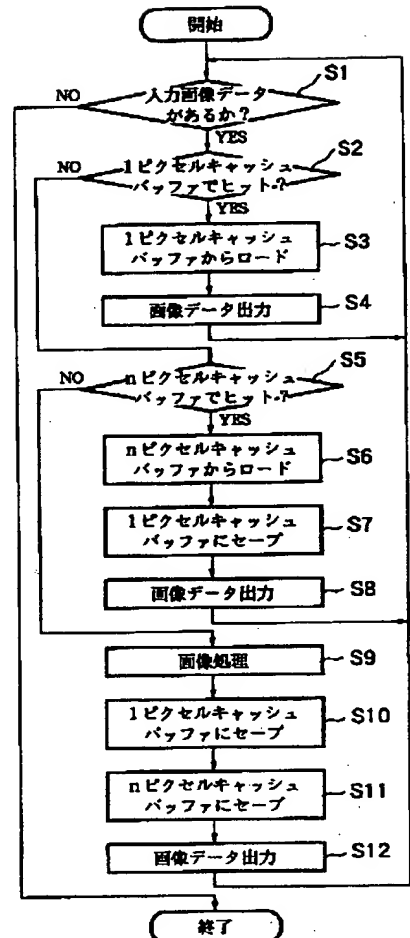 開始
S1
NO
入力画像データ
があるか？
YES
S2
NO
1ピクセルキャッシュ
バッファでヒット？
YES
1ピクセルキャッシュ
バッファからロード
S3
画像データ出力
S4
S5
NO
nピクセルキャッシュ
バッファでヒット？
YES
nピクセルキャッシュ
バッファからロード
S6
1ピクセルキャッシュ
バッファにセーブ
S7
画像データ出力
S8
画像処理
S9
1ピクセルキャッシュ
バッファにセーブ
S10
nピクセルキャッシュ
バッファにセーブ
S11
画像データ出力
S12
終了